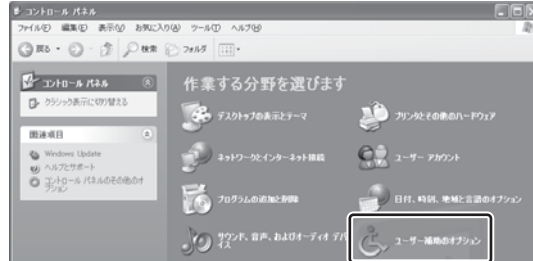 コントロール パネル
ファイル(F) 編集(E) 表示(V) お気に入り(A) ツール(T) ヘルプ(H)
戻る 検索 フォルダ
コントロール パネル
クラシック表示に切り替える
関連項目
Windows Update
ヘルプとサポート
コントロール パネルのその他のオ
プション
作業する分野を選びます
デスクトップの表示とテーマ
プリンタとその他のハードウェア
ネットワークとインターネット接続
ユーザー アカウント
プログラムの追加と削除
日付、時刻、地域と言語のオプション
サウンド、音声、およびオーディオ デバ
イス
ユーザー補助のオプション